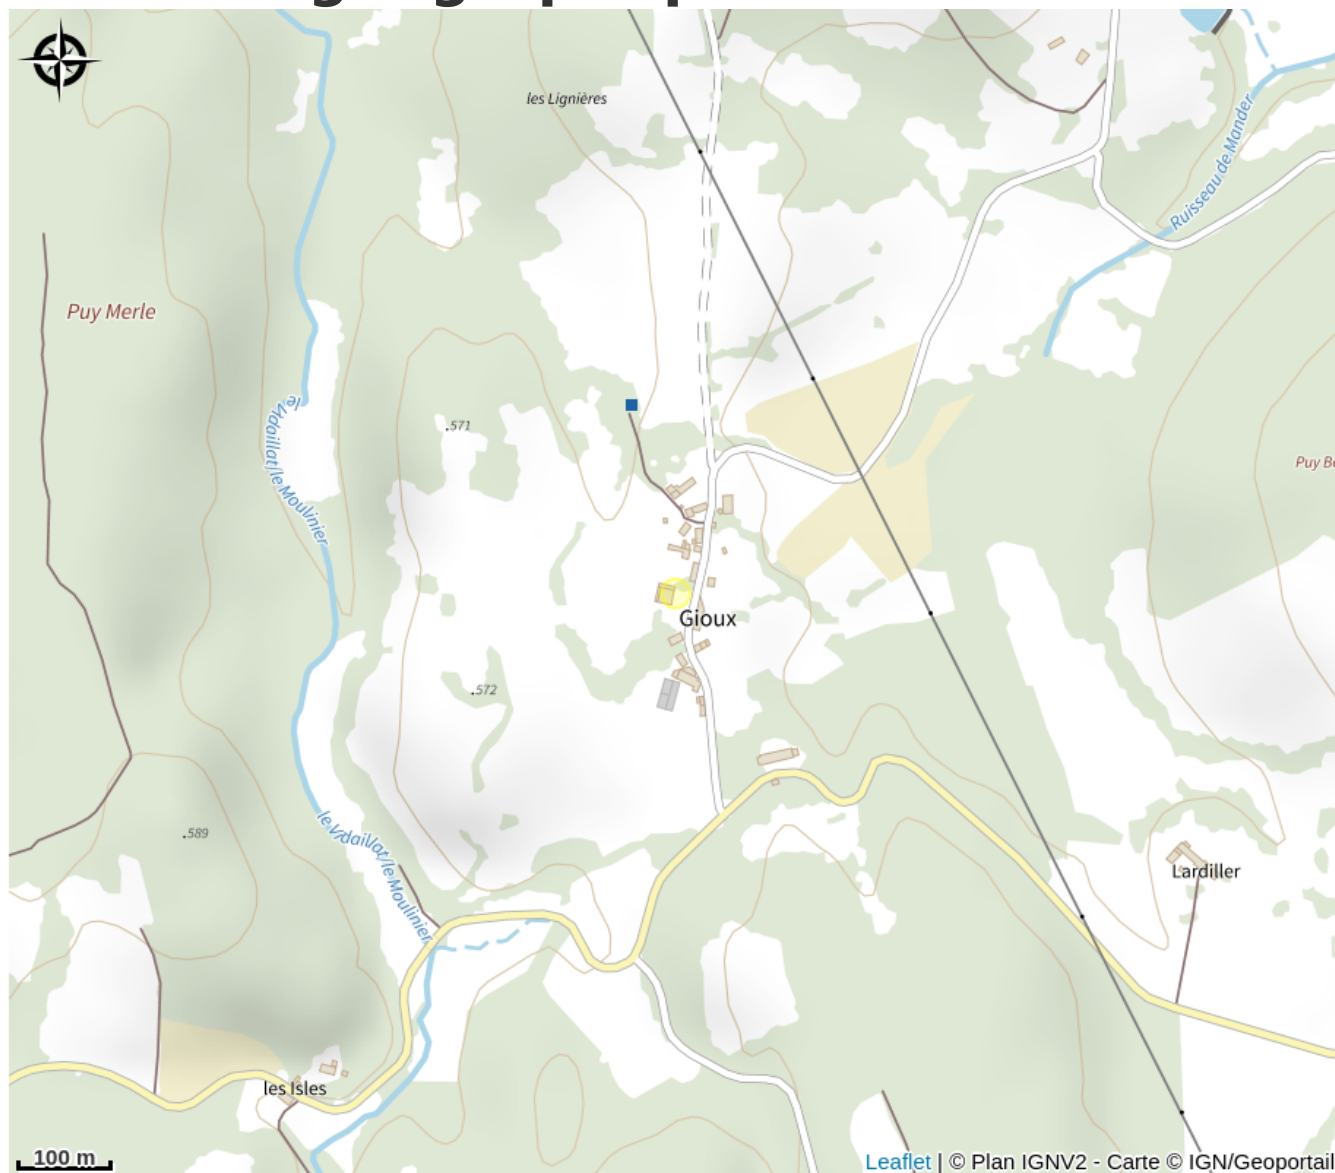 les Lignières
Ruisseau de Mander
Puy Merle
le Vidaillat/le Moulinier
.571
Puy B
Gioux
.572
.589
le Vidaillat/le Moulinier
Lardiller
les Isles
100 m
Leaflet | © Plan IGNV2 - Carte © IGN/Geoportail